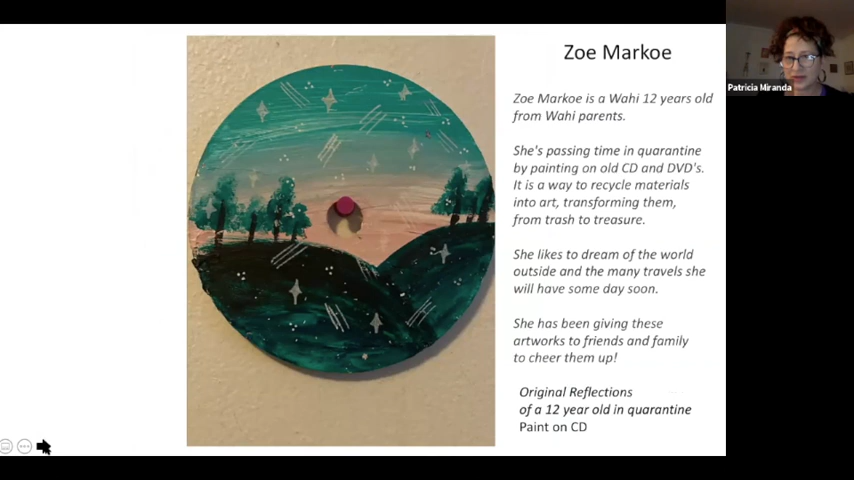 Zoe Markoe
Patricia Miranda
Zoe Markoe is a Wahi 12 years old
from Wahi parents.
She's passing time in quarantine
by painting on old CD and DVD's.
It is a way to recycle materials
into art, transforming them,
from trash to treasure.
She likes to dream of the world
outside and the many travels she
will have some day soon.
She has been giving these
artworks to friends and family
to cheer them up!
Original Reflections
of a 12 year old in quarantine
Paint on CD